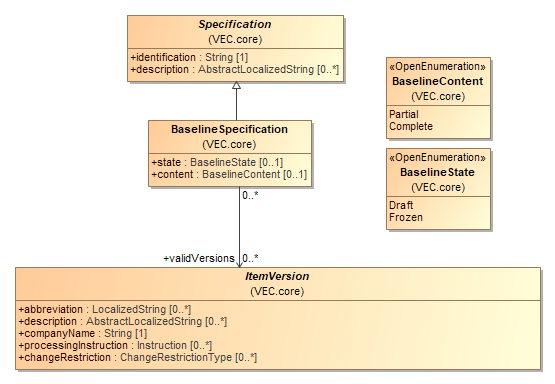 Specification
(VEC.core)
+identification : String [1]
+description : AbstractLocalizedString [0..*]
«OpenEnumeration»
BaselineContent
(VEC.core)
Partial
Complete
BaselineSpecification
(VEC.core)
+state : BaselineState [0..1]
+content : BaselineContent [0..1]
«OpenEnumeration»
BaselineState
(VEC.core)
Draft
Frozen
0..*
+validVersions 0..*
ItemVersion
(VEC.core)
+abbreviation : LocalizedString [0..*]
+description : AbstractLocalizedString [0..*]
+companyName : String [1]
+processingInstruction : Instruction [0..*]
+changeRestriction : ChangeRestrictionType [0..*]